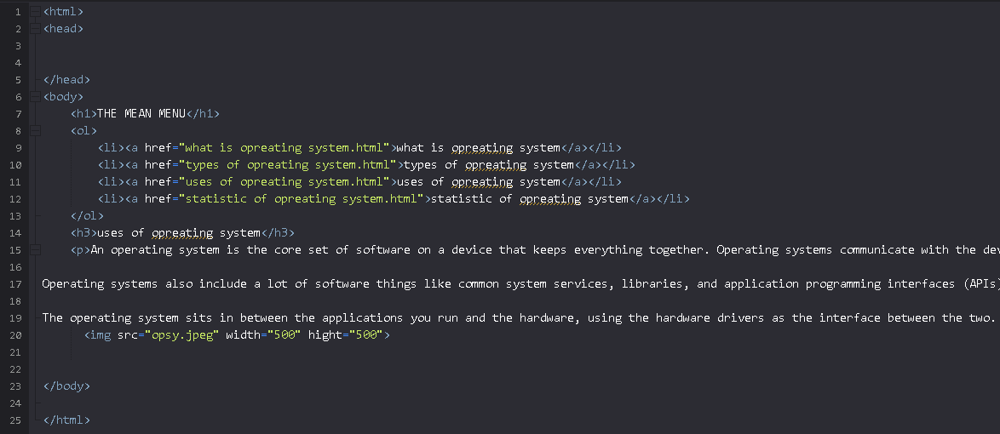 1 <html>
2 <head>
3
4
5 </head>
6 <body>
7 <h1>THE MEAN MENU</h1>
8 <ol>
9 <li><a href="what is opreating system.html">what is opreating system</a></li>
10 <li><a href="types of opreating system.html">types of opreating system</a></li>
11 <li><a href="uses of opreating system.html">uses of opreating system</a></li>
12 <li><a href="statistic of opreating system.html">statistic of opreating system</a></li>
13 </ol>
14 <h3>uses of opreating system</h3>
15 <p>An operating system is the core set of software on a device that keeps everything together. Operating systems communicate with the
16
17 Operating systems also include a lot of software things like common system services, libraries, and application programming interfaces (APIs)
18
19 The operating system sits in between the applications you run and the hardware, using the hardware drivers as the interface between the two.
20 <img src="opsy.jpeg" width="500" hight="500">
21
22
23 </body>
24
25 </html>